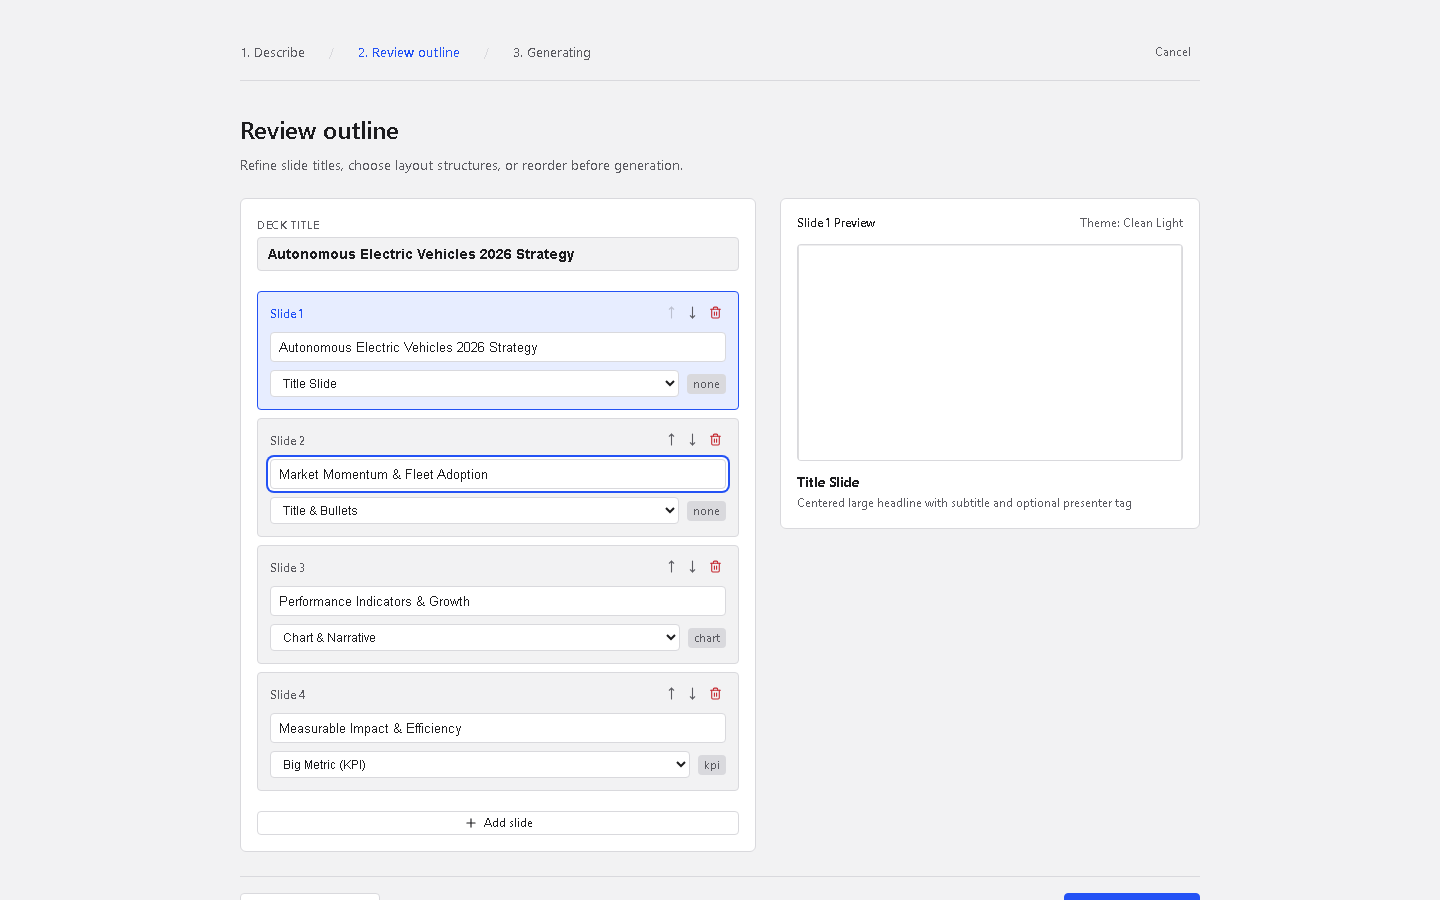 1. Describe / 2. Review outline / 3. Generating Cancel
Review outline
Refine slide titles, choose layout structures, or reorder before generation.
DECK TITLE
Autonomous Electric Vehicles 2026 Strategy
Slide 1
Autonomous Electric Vehicles 2026 Strategy
Title Slide none
Slide 2
Market Momentum & Fleet Adoption
Title & Bullets none
Slide 3
Performance Indicators & Growth
Chart & Narrative chart
Slide 4
Measurable Impact & Efficiency
Big Metric (KPI) kpi
+ Add slide
Slide 1 Preview Theme: Clean Light
Title Slide
Centered large headline with subtitle and optional presenter tag